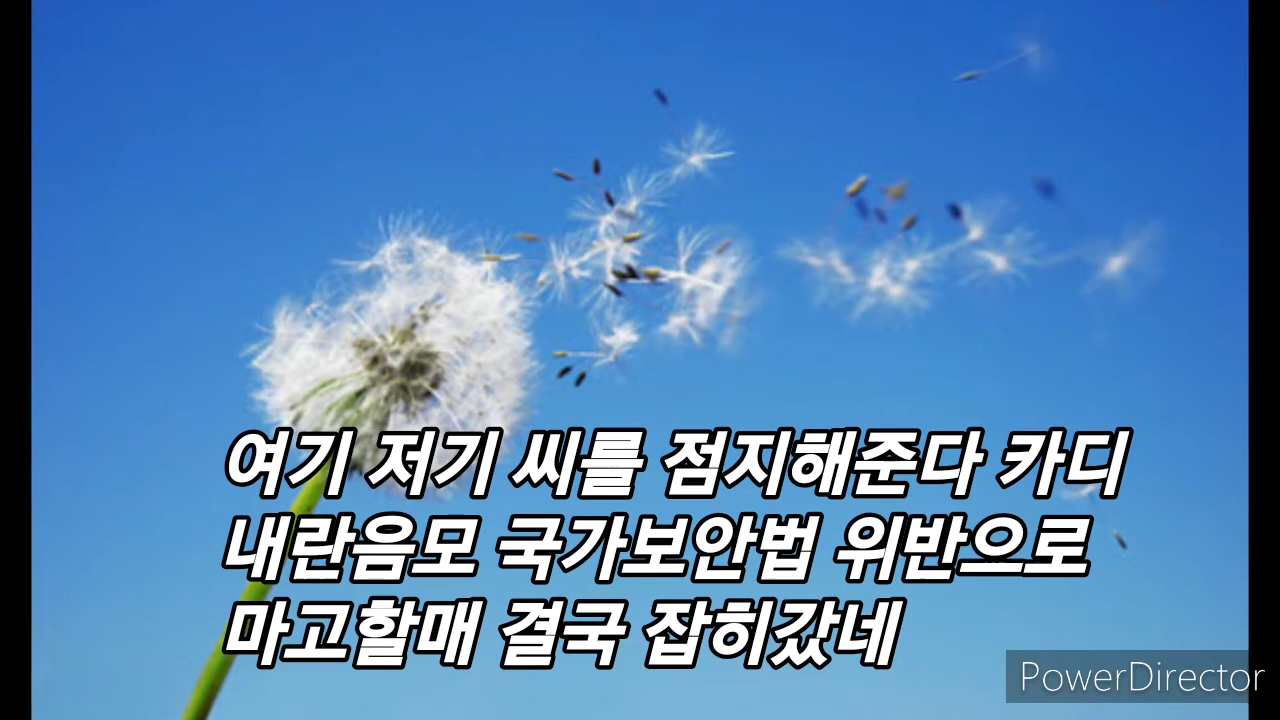 여기 저기 씨를 점지해준다 카디
내란음모 국가보안법 위반으로
마고할매 결국 잡히갔네
PowerDirector